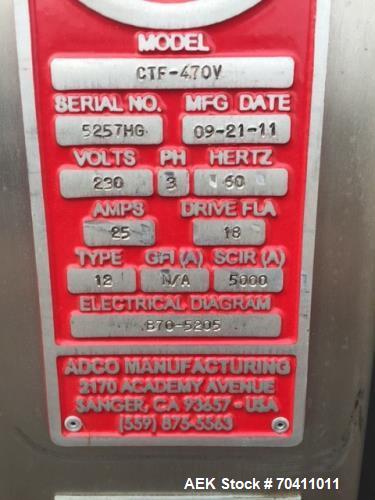 MODEL
CTF-470V
SERIAL NO. MFG DATE
5257HG 09-21-11
VOLTS PH HERTZ
230 3 60
AMPS DRIVE FLA
25 18
TYPE GFI (A) SCIR (A)
12 N/A 5000
ELECTRICAL DIAGRAM
B70-5205
ADCO MANUFACTURING
2170 ACADEMY AVENUE
SANGER, CA 93657 - USA
(559) 875-5563
AEK Stock# 70411011